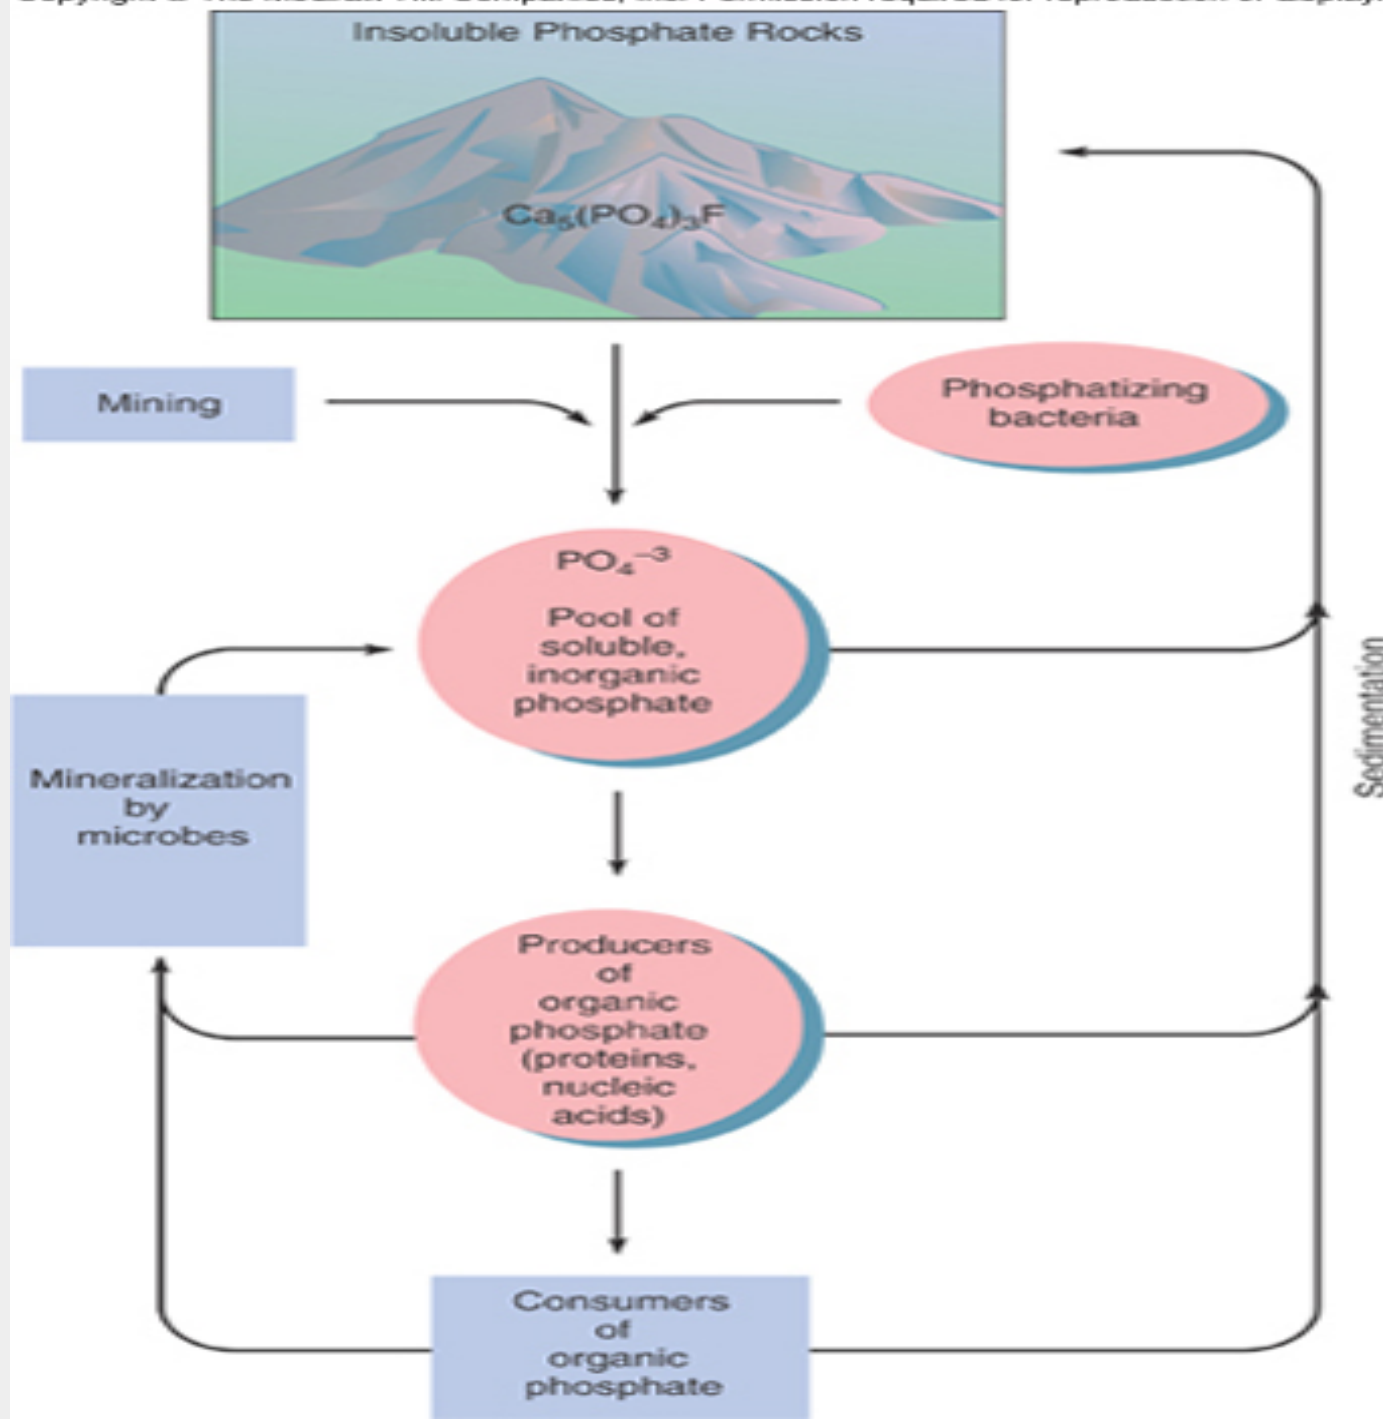 Insoluble Phosphate Rocks
Ca₅(PO₄)₃F
Mining
Phosphatizing
bacteria
PO₄⁻³
Pool of
soluble,
inorganic
phosphate
Sedimentation
Mineralization
by
microbes
Producers
of
organic
phosphate
(proteins,
nucleic
acids)
Consumers
of
organic
phosphate